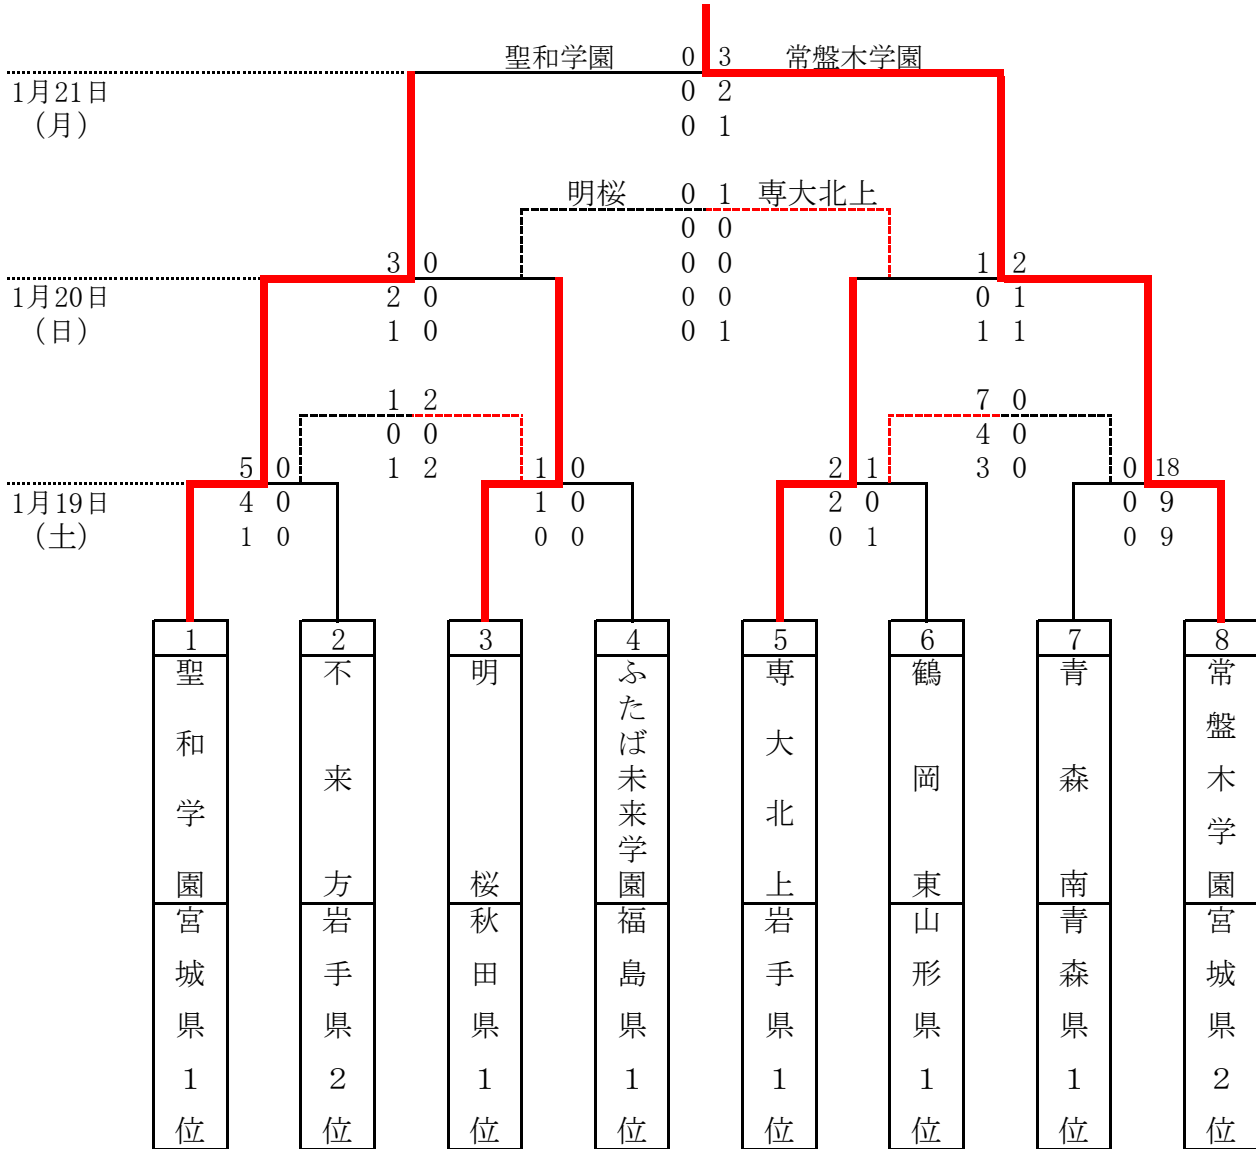 聖和学園 0 3 常盤木学園
1月21日 0 2
(月) 0 1
明桜 0 1 専大北上
0 0
3 0 0 0 1 2
1月20日 2 0 0 0 0 1
(日) 1 0 0 1 1 1
1 2 7 0
0 0 4 0
5 0 1 2 1 0 2 1 3 0 0 18
1月19日 4 0 1 0 2 0 0 9
(土) 1 0 0 0 0 1 0 9
1 2 3 4 5 6 7 8
聖和学園
宮城県1位
不来方
岩手県2位
明桜
秋田県1位
ふたば未来学園
福島県1位
専大北上
岩手県1位
鶴岡東
山形県1位
青森南
青森県1位
常盤木学園
宮城県2位